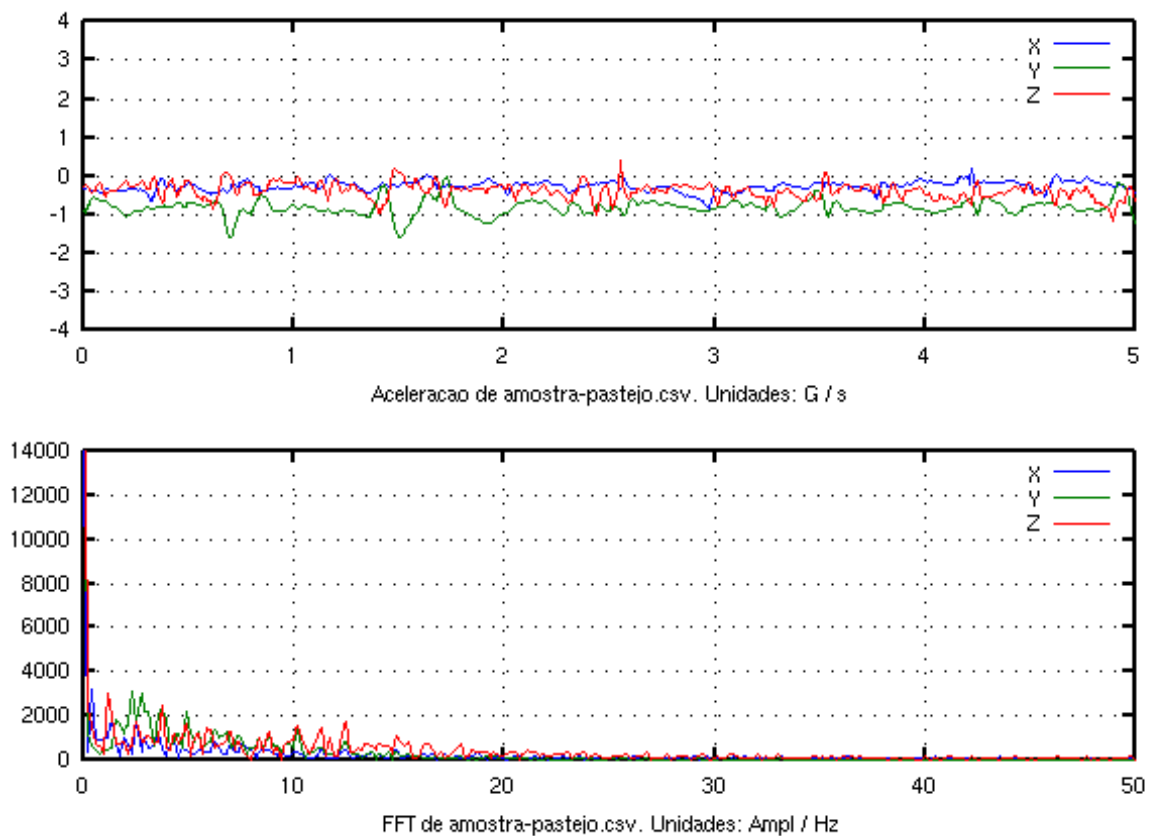 4
3
2
1
0
-1
-2
-3
-4
X
Y
Z
0 1 2 3 4 5
Aceleracao de amostra-pastejo.csv. Unidades: G / s
14000
12000
10000
8000
6000
4000
2000
0
X
Y
Z
0 10 20 30 40 50
FFT de amostra-pastejo.csv. Unidades: Ampl / Hz